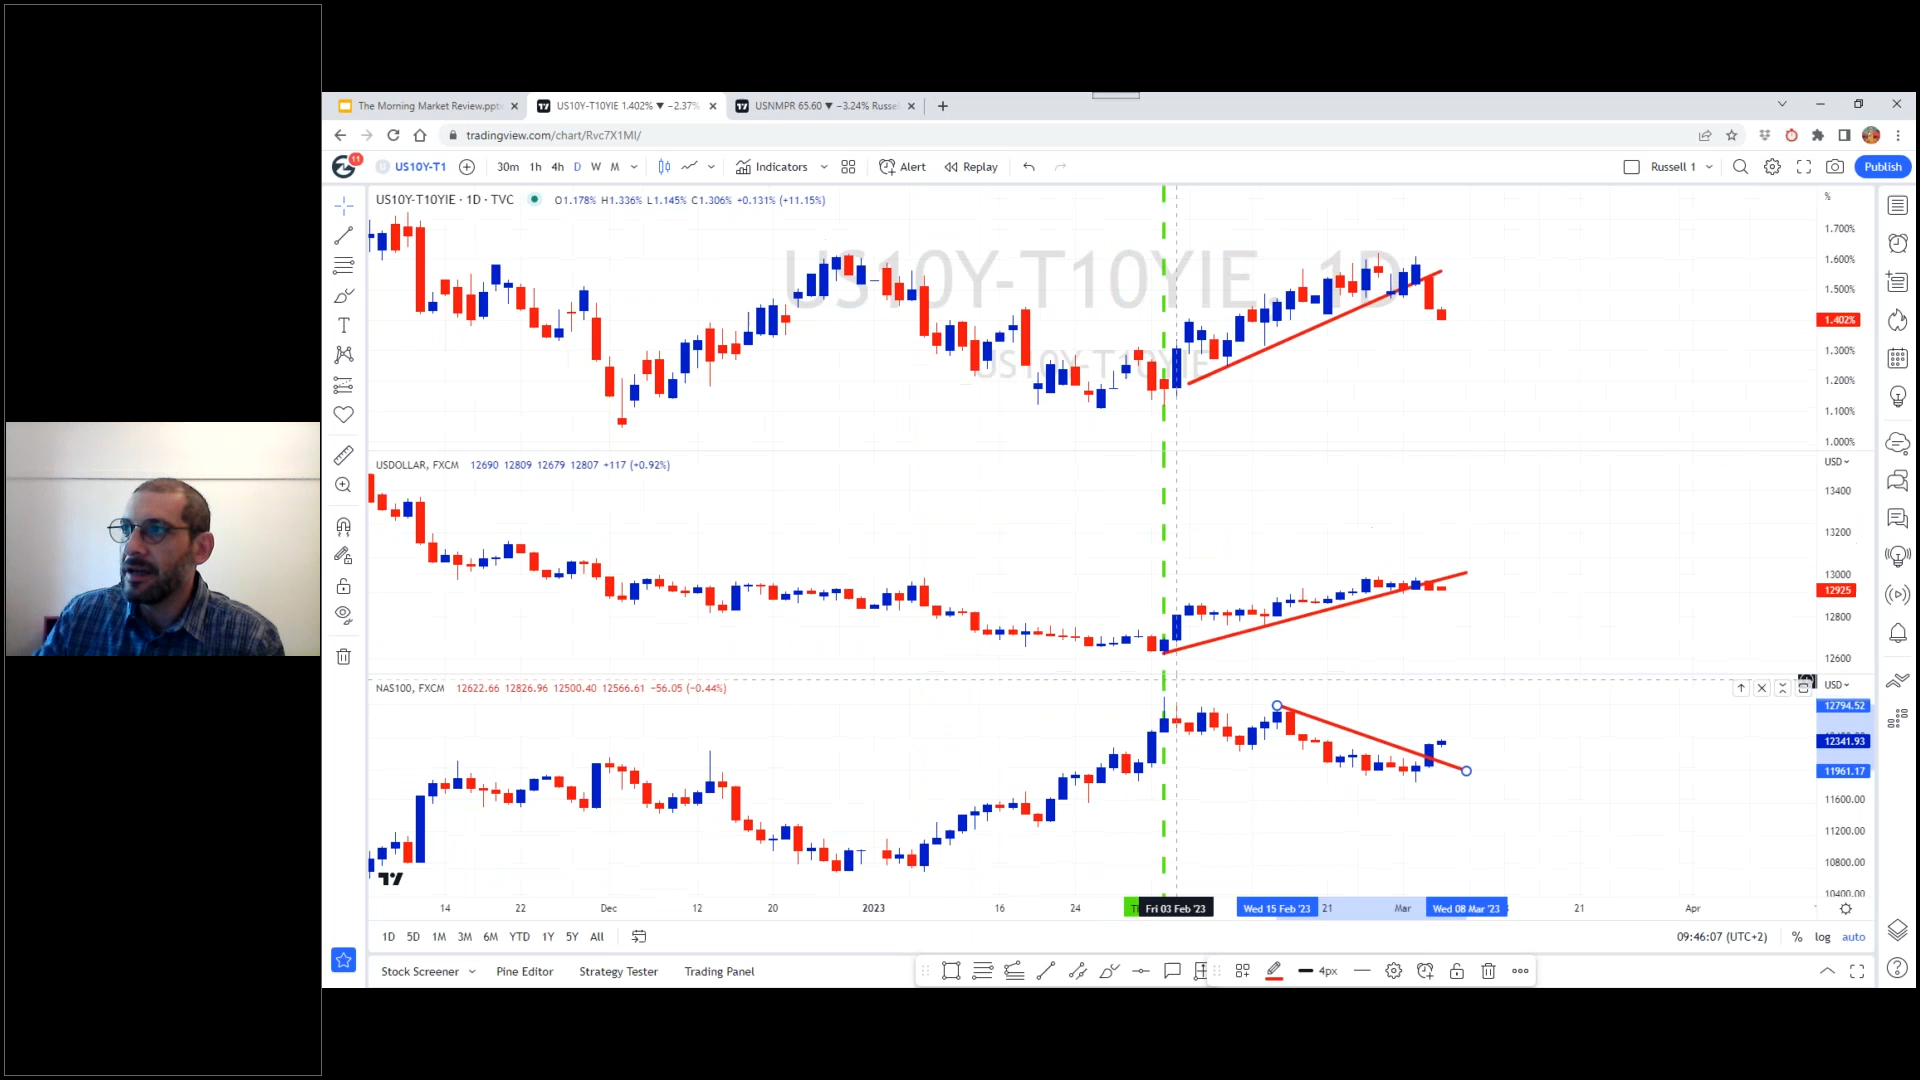 The Morning Market Review.ppt
US10Y-T10YIE 1.402% ▼ −2.37%
USNMPR 65.60 ▼ −3.24% Russe
tradingview.com/chart/Rvc7X1MI/
11
US10Y-T1
30m 1h 4h D W M
Indicators
Alert
Replay
Russell 1
Publish
US10Y-T10YIE · 1D · TVC
O1.178% H1.336% L1.145% C1.306% +0.131% (+11.15%)
US10Y-T10YIE, 1D
US10Y-T10YIE
%
1.700%
1.600%
1.500%
1.402%
1.300%
1.200%
1.100%
1.000%
USDOLLAR, FXCM 12690 12809 12679 12807 +117 (+0.92%)
USD
13400
13200
13000
12925
12800
12600
NAS100, FXCM 12622.66 12826.96 12500.40 12566.61 −56.05 (−0.44%)
USD
12794.52
12341.93
11961.17
11600.00
11200.00
10800.00
10400.00
14 22 Dec 12 20 2023 16 24 Fri 03 Feb '23 Wed 15 Feb '23 21 Mar Wed 08 Mar '23 21 Apr
1D 5D 1M 3M 6M YTD 1Y 5Y All
09:46:07 (UTC+2) % log auto
Stock Screener Pine Editor Strategy Tester Trading Panel
4px